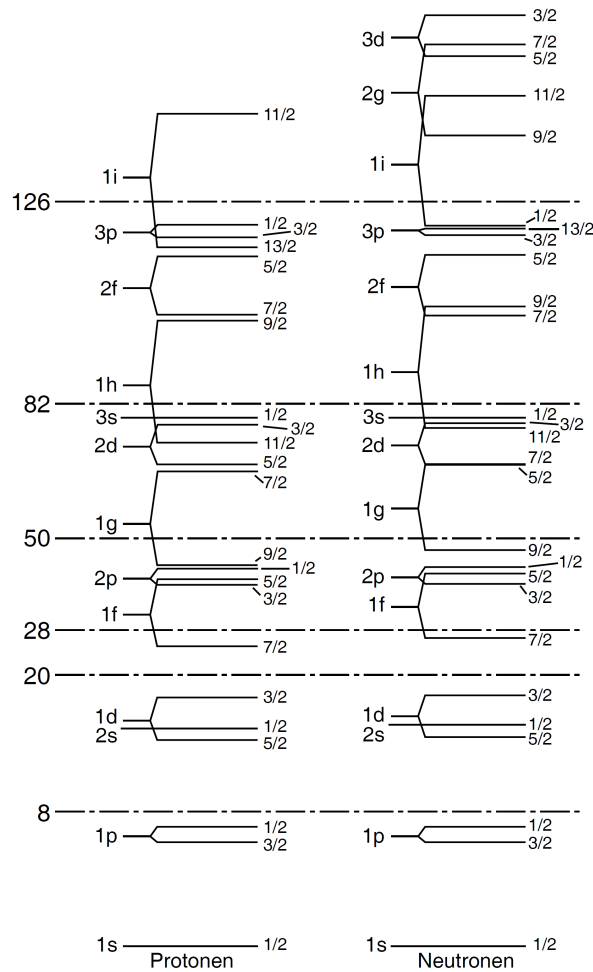 3/2
3d
7/2
5/2
2g
11/2
11/2
9/2
1i
1i
126
1/2
1/2
3p
3/2
3p
13/2
13/2
3/2
5/2
5/2
2f
2f
9/2
7/2
7/2
9/2
1h
1h
82
3s
1/2
3s
1/2
3/2
3/2
2d
11/2
2d
11/2
5/2
7/2
7/2
5/2
1g
1g
50
9/2
9/2
1/2
1/2
2p
5/2
2p
5/2
3/2
3/2
1f
1f
28
7/2
7/2
20
3/2
3/2
1d
1d
2s
1/2
2s
1/2
5/2
5/2
8
1/2
1/2
1p
3/2
1p
3/2
1s
1/2
1s
1/2
Protonen
Neutronen